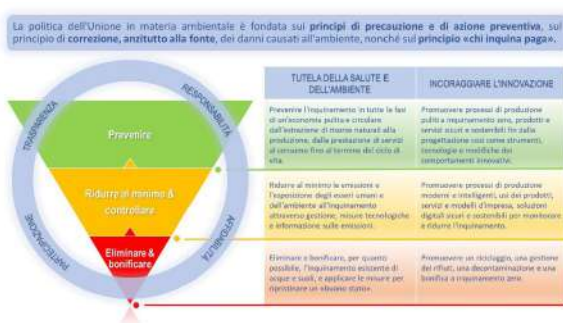 La politica dell'Unione in materia ambientale è fondata sui principi di precauzione e di azione preventiva, sul
principio di correzione, anzitutto alla fonte, dei danni causati all'ambiente, nonché sul principio «chi inquina paga».
TRASPARENZA
RESPONSABILITÀ
PARTECIPAZIONE
AFFIDABILITÀ
Prevenire
Ridurre al minimo &
controllare
Eliminare &
bonificare
TUTELA DELLA SALUTE E
DELL'AMBIENTE
INCORAGGIARE L'INNOVAZIONE
Prevenire l'inquinamento in tutte le fasi
di un'economia pulita e circolare
dall'estrazione di risorse naturali alla
produzione, dalla prestazione di servizi
al consumo fino al termine del ciclo di
vita.
Promuovere processi di produzione
puliti a inquinamento zero, prodotti e
servizi sicuri e sostenibili fin dalla
progettazione così come strumenti,
tecnologie e modifiche dei
comportamenti innovativi.
Ridurre al minimo le emissioni e
l'esposizione degli esseri umani e
dell'ambiente all'inquinamento
attraverso gestione, misure tecnologiche
e informazione sulle emissioni.
Promuovere processi di produzione
moderni e intelligenti, usi dei prodotti,
servizi e modelli d'impresa, soluzioni
digitali sicuri e sostenibili per monitorare
e ridurre l'inquinamento.
Eliminare e bonificare, per quanto
possibile, l'inquinamento esistente di
acque e suoli, e applicare le misure per
ripristinare un «buono stato».
Promuovere un riciclaggio, una gestione
dei rifiuti, una decontaminazione e una
bonifica a inquinamento zero.